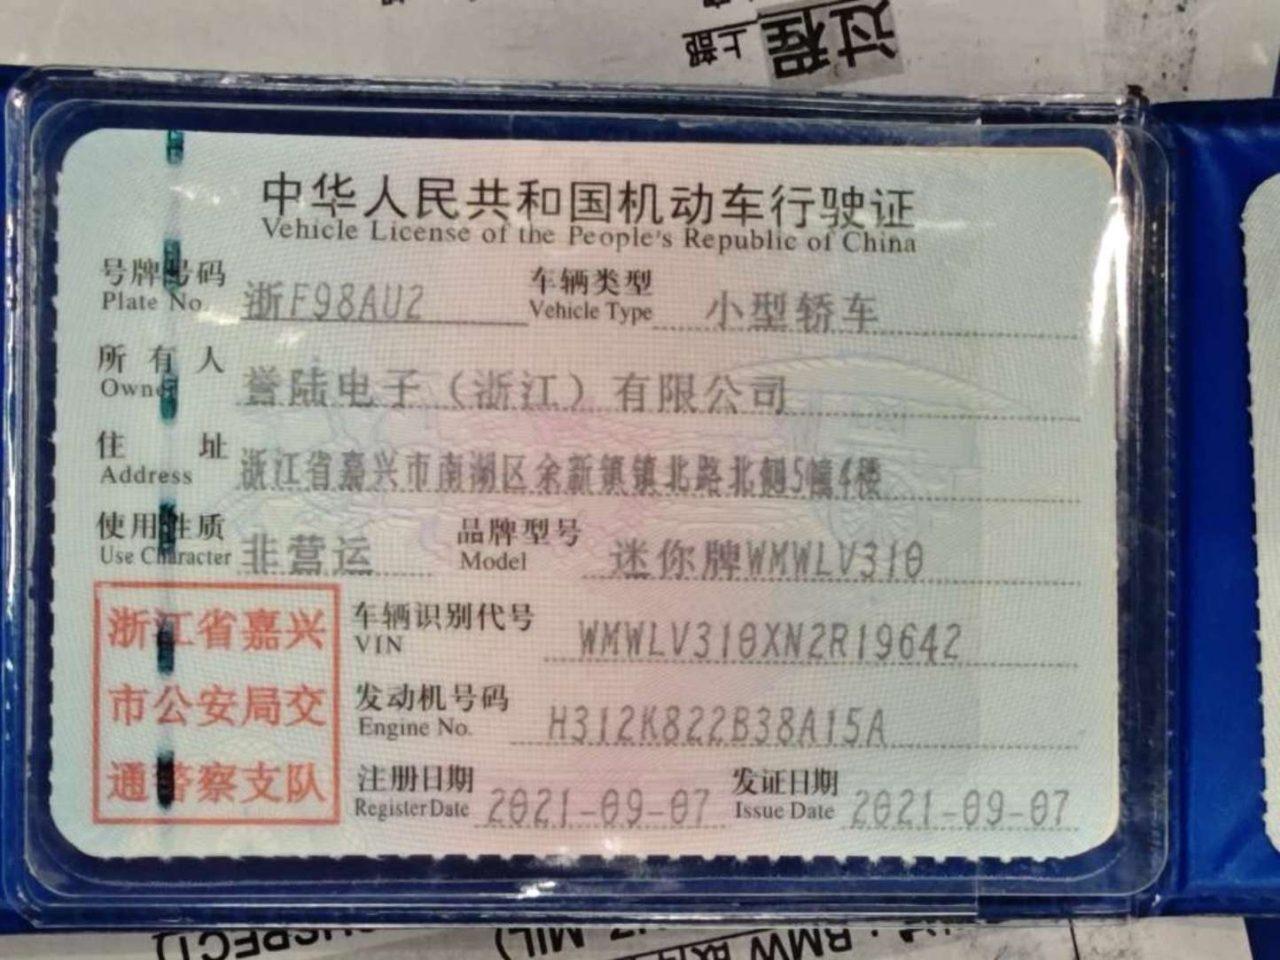 过程
上部
中华人民共和国机动车行驶证
Vehicle License of the People's Republic of China
号牌号码 浙F98AU2 车辆类型 小型轿车
Plate No. Vehicle Type
所有人 誉陆电子（浙江）有限公司
Owner
住址 浙江省嘉兴市南湖区余新镇镇北路北侧5幢4楼
Address
使用性质 非营运 品牌型号 迷你牌WMWLV310
Use Character Model
浙江省嘉兴
市公安局交
通警察支队
车辆识别代号 WMWLV310XN2R19642
VIN
发动机号码 H312K822B38A15A
Engine No.
注册日期 2021-09-07 发证日期 2021-09-07
Register Date Issue Date
BMW
MIL)